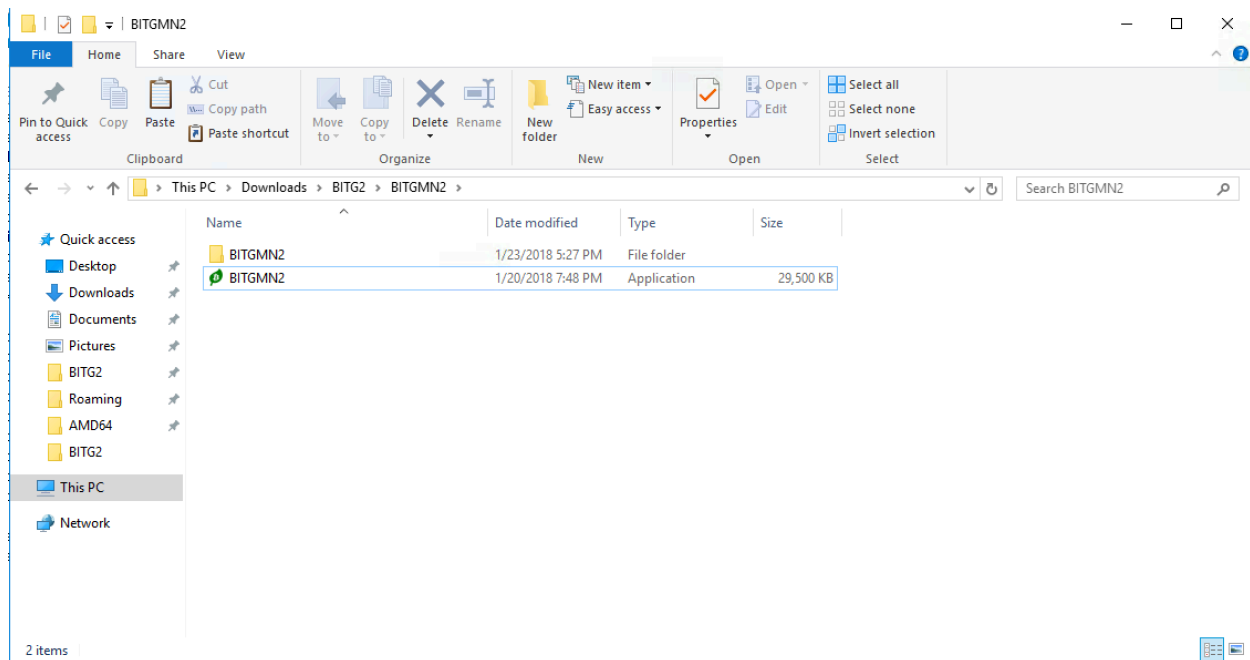 BITGMN2
File Home Share View
Pin to Quick access
Copy
Paste
Cut
Copy path
Paste shortcut
Move to
Copy to
Delete
Rename
New folder
New item
Easy access
Properties
Open
Edit
Select all
Select none
Invert selection
Clipboard Organize New Open Select
This PC > Downloads > BITG2 > BITGMN2 >
Search BITGMN2
Name Date modified Type Size
BITGMN2 1/23/2018 5:27 PM File folder
BITGMN2 1/20/2018 7:48 PM Application 29,500 KB
Quick access
Desktop
Downloads
Documents
Pictures
BITG2
Roaming
AMD64
BITG2
This PC
Network
2 items